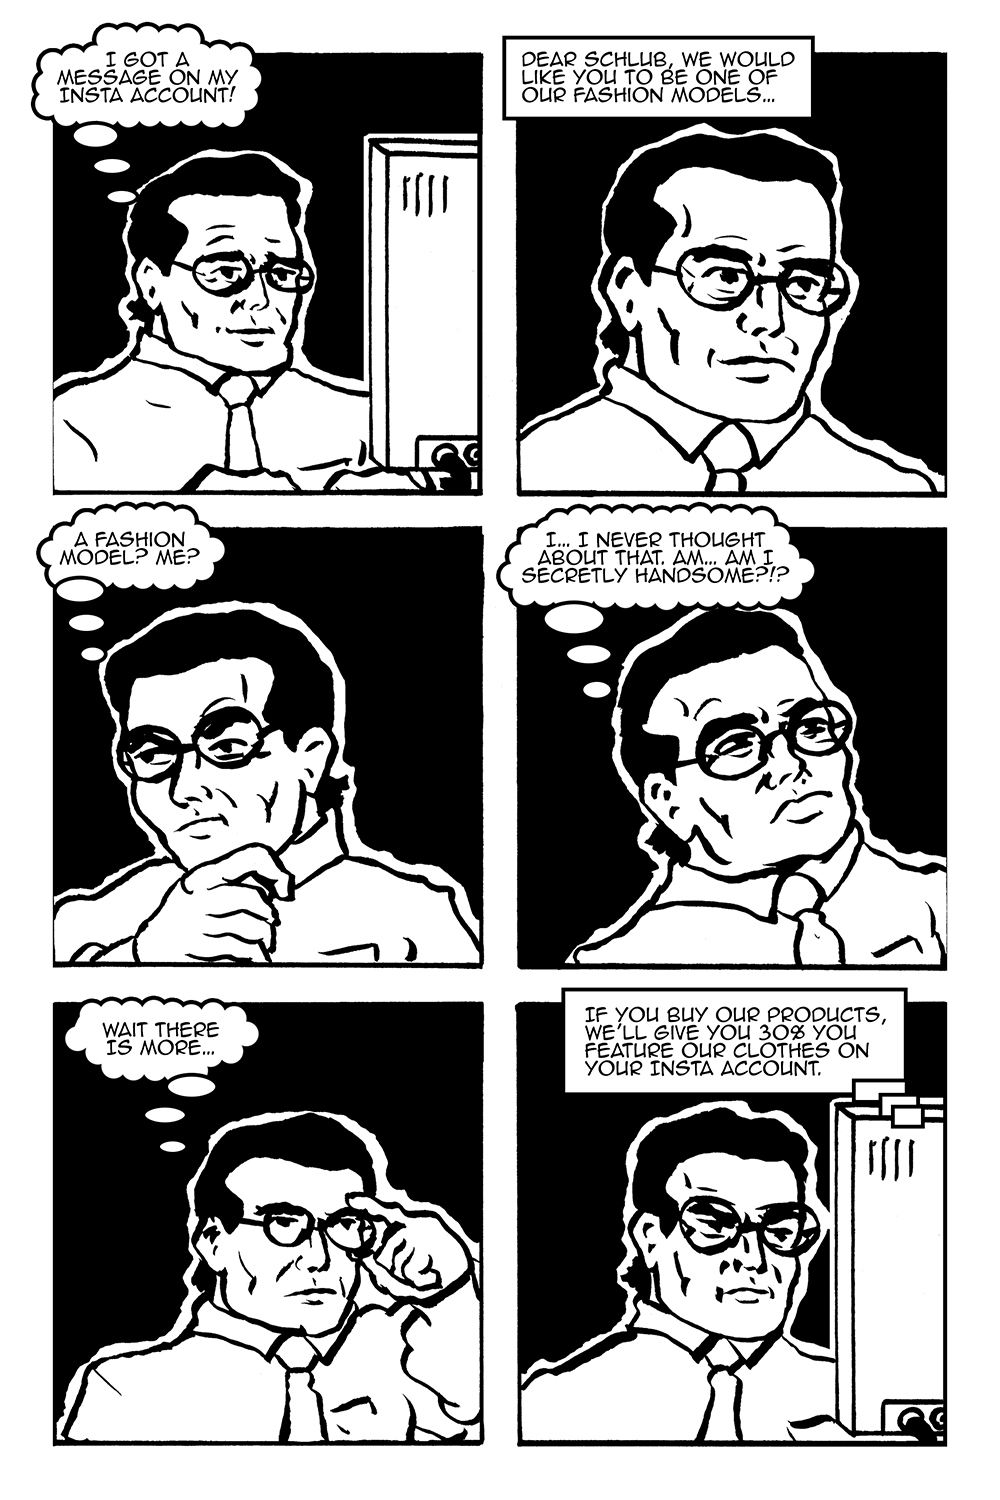 I GOT A
MESSAGE ON MY
INSTA ACCOUNT!
DEAR SCHLUB, WE WOULD
LIKE YOU TO BE ONE OF
OUR FASHION MODELS...
A FASHION
MODEL? ME?
I... I NEVER THOUGHT
ABOUT THAT. AM... AM I
SECRETLY HANDSOME?!?
WAIT THERE
IS MORE...
IF YOU BUY OUR PRODUCTS,
WE'LL GIVE YOU 30% YOU
FEATURE OUR CLOTHES ON
YOUR INSTA ACCOUNT.